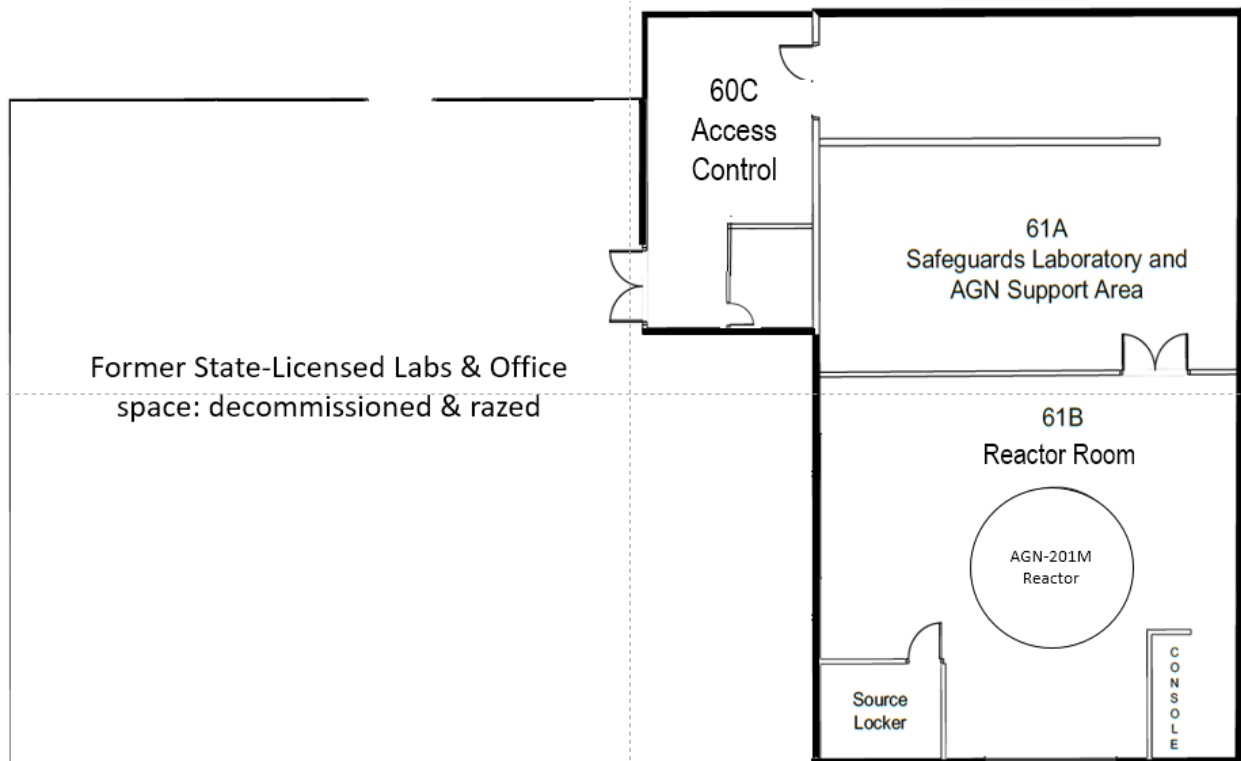 60C
Access
Control
61A
Safeguards Laboratory and
AGN Support Area
Former State-Licensed Labs & Office
space: decommissioned & razed
61B
Reactor Room
AGN-201M
Reactor
Source
Locker
CONSOLE